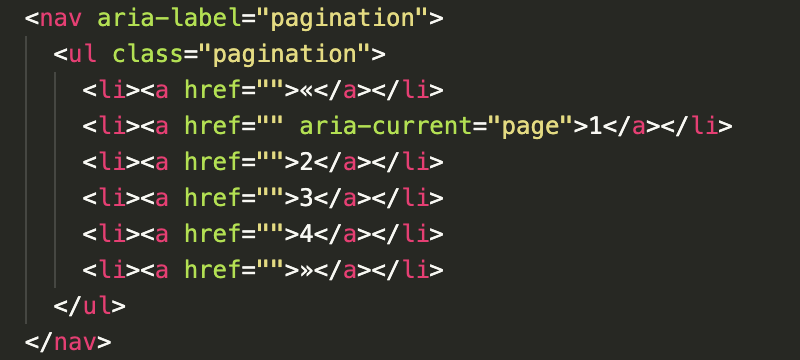 <nav aria-label="pagination">
<ul class="pagination">
<li><a href="">«</a></li>
<li><a href="" aria-current="page">1</a></li>
<li><a href="">2</a></li>
<li><a href="">3</a></li>
<li><a href="">4</a></li>
<li><a href="">»</a></li>
</ul>
</nav>